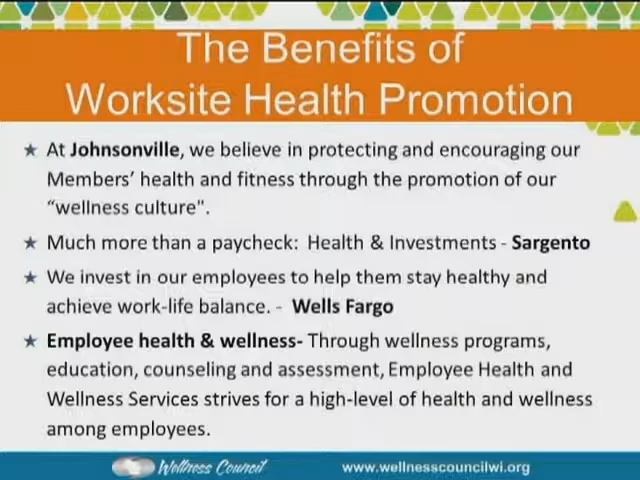 The Benefits of
Worksite Health Promotion
★ At Johnsonville, we believe in protecting and encouraging our
Members’ health and fitness through the promotion of our
“wellness culture".
★ Much more than a paycheck: Health & Investments - Sargento
★ We invest in our employees to help them stay healthy and
achieve work-life balance. - Wells Fargo
★ Employee health & wellness- Through wellness programs,
education, counseling and assessment, Employee Health and
Wellness Services strives for a high-level of health and wellness
among employees.
Wellness Council www.wellnesscouncilwi.org